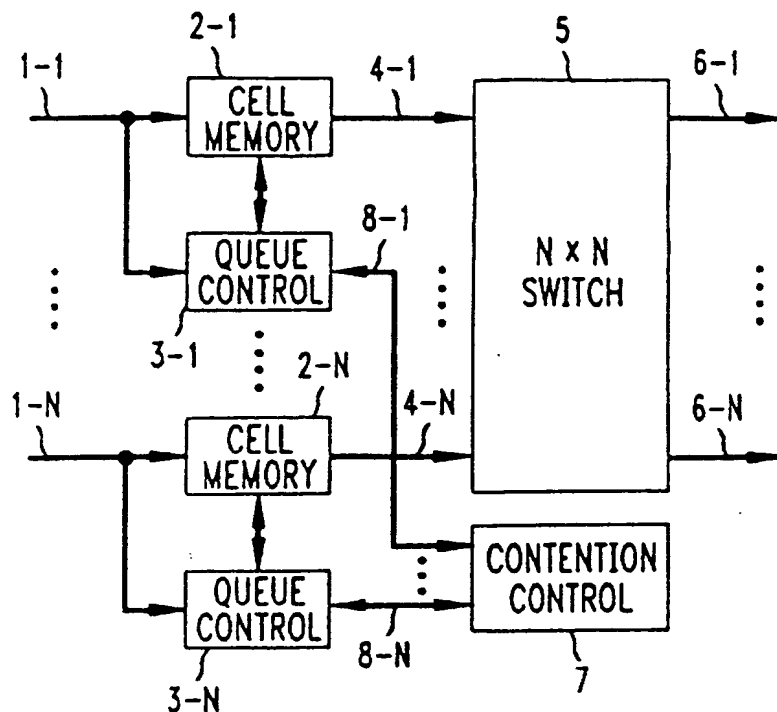 2-1
5
1-1
4-1
6-1
CELL
MEMORY
8-1
QUEUE
CONTROL
N × N
SWITCH
3-1
2-N
1-N
4-N
6-N
CELL
MEMORY
QUEUE
CONTROL
CONTENTION
CONTROL
8-N
7
3-N